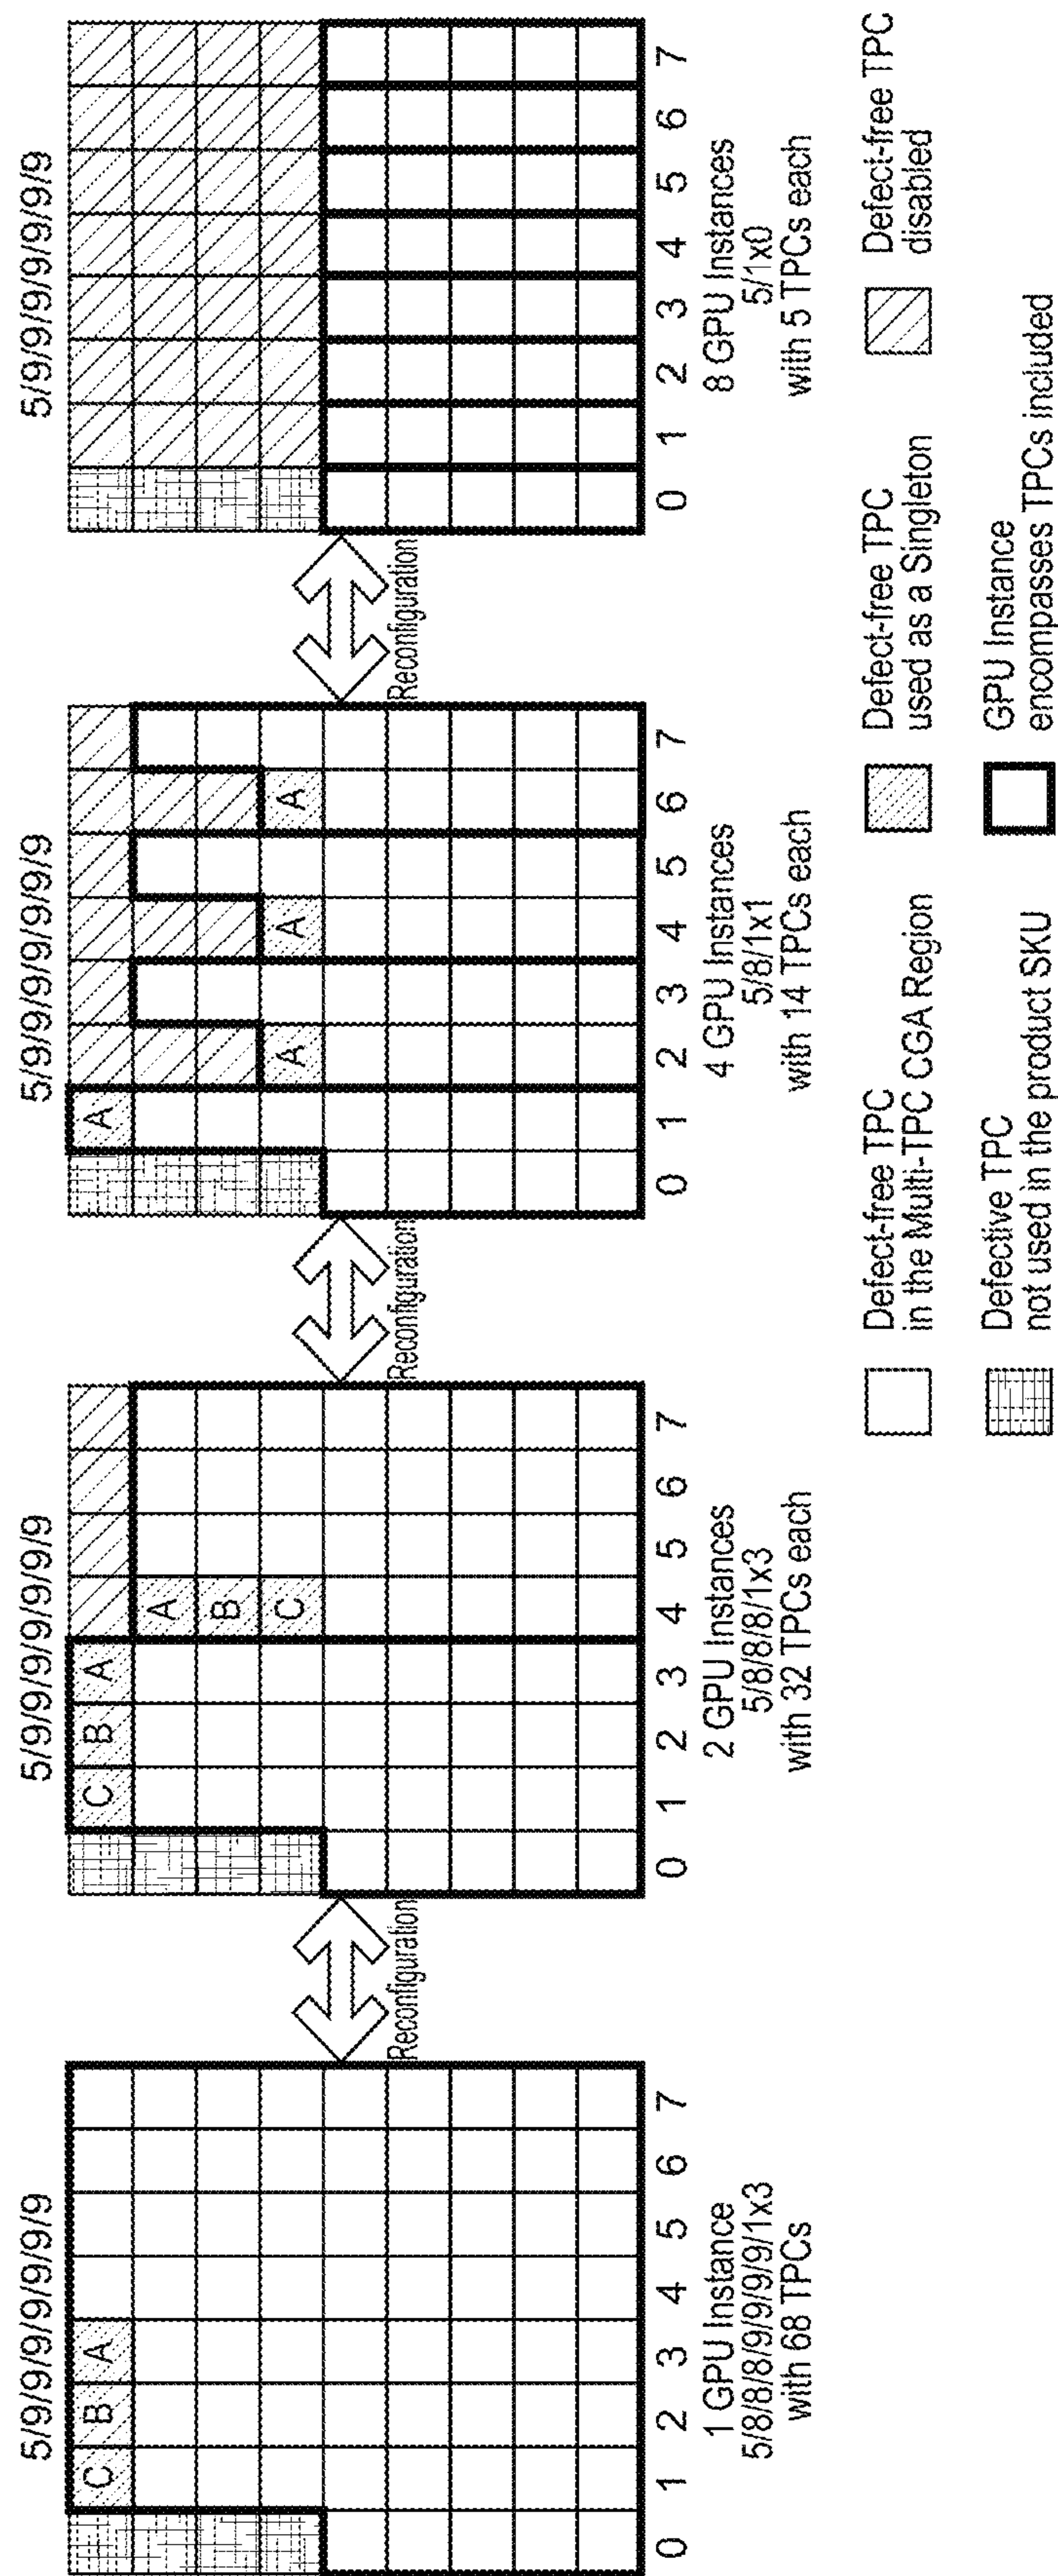 5/9/9/9/9/9/9/9
C B A
0 1 2 3 4 5 6 7
1 GPU Instance
5/8/8/8/9/9/9/9/1x3
with 68 TPCs
Reconfiguration
5/9/9/9/9/9/9/9
C B A
A
B
C
0 1 2 3 4 5 6 7
2 GPU Instances
5/8/8/8/1x3
with 32 TPCs each
Reconfiguration
5/9/9/9/9/9/9/9
A
A A A
0 1 2 3 4 5 6 7
4 GPU Instances
5/8/1x1
with 14 TPCs each
Reconfiguration
5/9/9/9/9/9/9/9
0 1 2 3 4 5 6 7
8 GPU Instances
5/1x0
with 5 TPCs each
Defect-free TPC
in the Multi-TPC CGA Region
Defect-free TPC
used as a Singleton
Defect-free TPC
disabled
Defective TPC
not used in the product SKU
GPU Instance
encompasses TPCs included